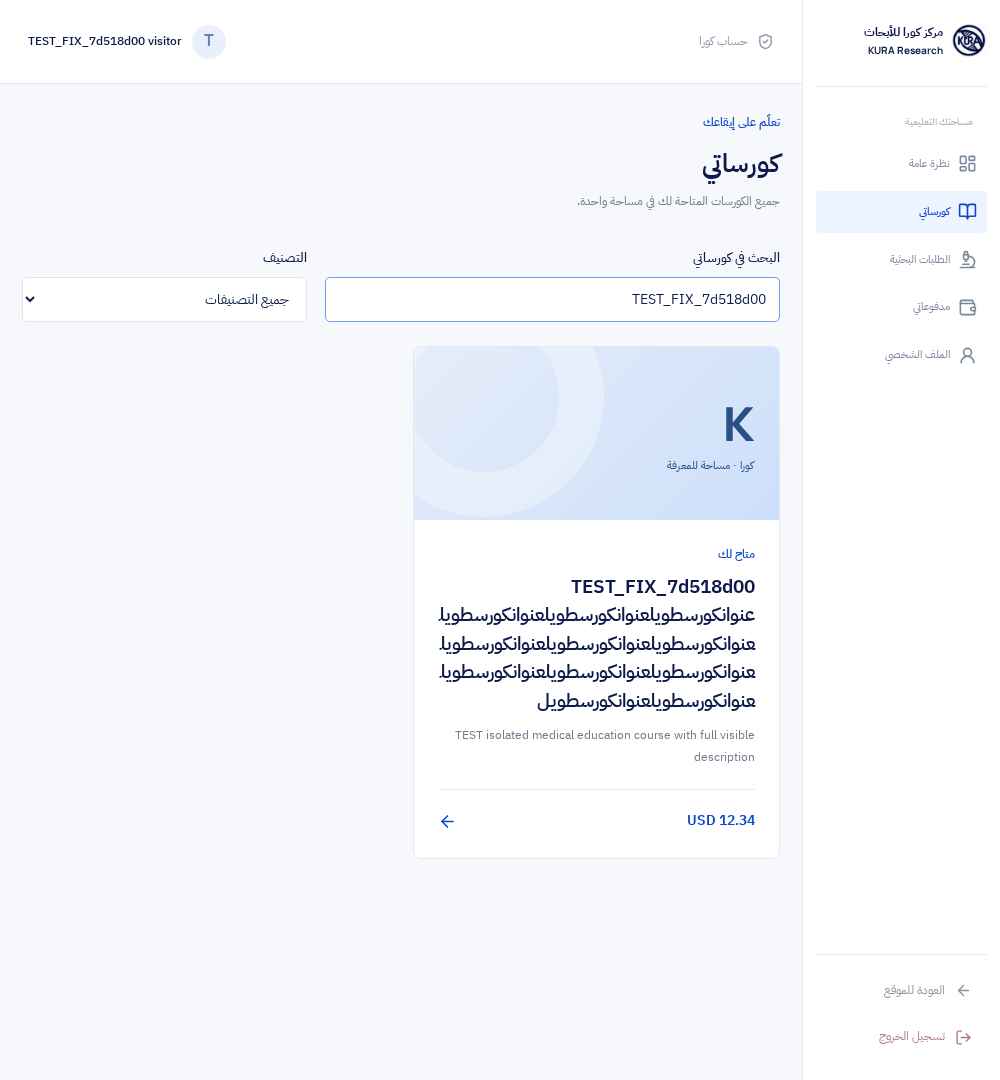 مركز كورا للأبحاث
KURA Research
مساحتك التعليمية
نظرة عامة
كورساتي
الطلبات البحثية
مدفوعاتي
الملف الشخصي
العودة للموقع
تسجيل الخروج
حساب كورا
T
TEST_FIX_7d518d00 visitor
تعلّم على إيقاعك
كورساتي
جميع الكورسات المتاحة لك في مساحة واحدة.
البحث في كورساتي
TEST_FIX_7d518d00
التصنيف
جميع التصنيفات
K
كورا · مساحة للمعرفة
متاح لك
TEST_FIX_7d518d00
عنوانكورسطويلعنوانكورسطويلعنوانكورسطويل
عنوانكورسطويلعنوانكورسطويلعنوانكورسطويل
عنوانكورسطويلعنوانكورسطويلعنوانكورسطويل
عنوانكورسطويلعنوانكورسطويل
TEST isolated medical education course with full visible
description
USD 12.34